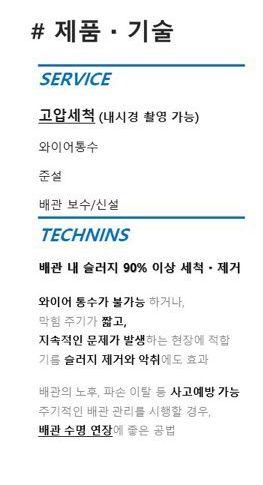 # 제품 · 기술
SERVICE
고압세척 (내시경 촬영 가능)
와이어통수
준설
배관 보수/신설
TECHNINS
배관 내 슬러지 90% 이상 세척 · 제거
와이어 통수가 불가능 하거나,
막힘 주기가 짧고,
지속적인 문제가 발생하는 현장에 적합
기름 슬러지 제거와 악취에도 효과
배관의 노후, 파손 이탈 등 사고예방 가능
주기적인 배관 관리를 시행할 경우,
배관 수명 연장에 좋은 공법